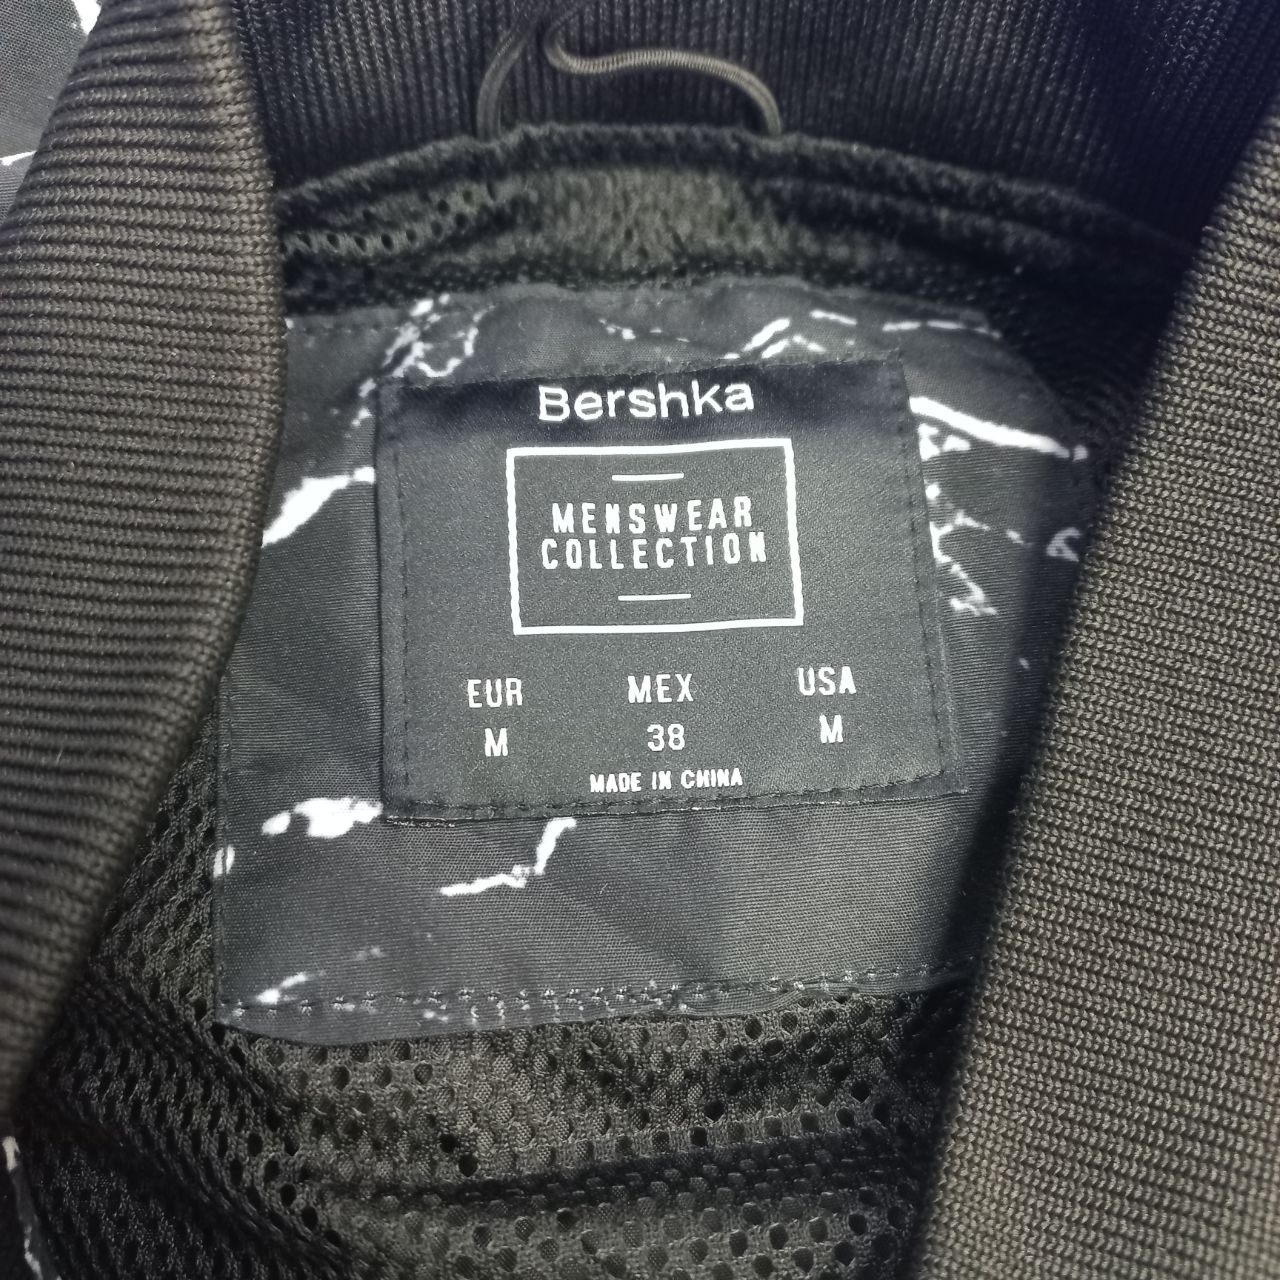 Bershka
MENSWEAR
COLLECTION
EUR MEX USA
M 38 M
MADE IN CHINA